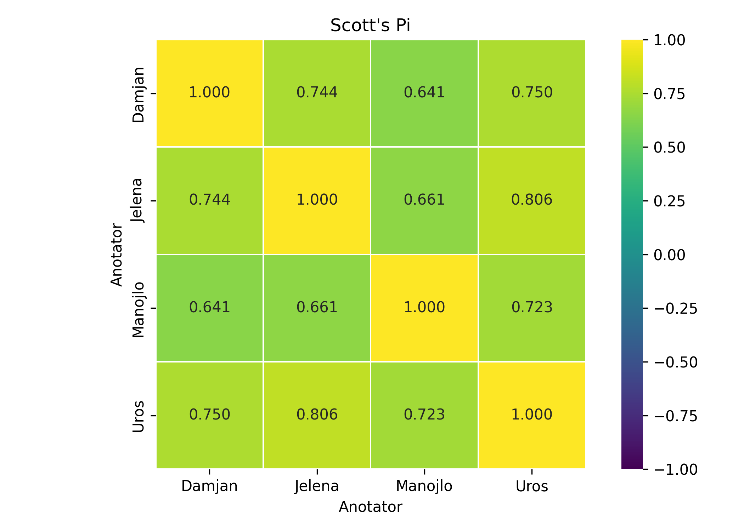 Scott's Pi
Damjan
1.000
0.744
0.641
0.750
Jelena
0.744
1.000
0.661
0.806
Manojlo
0.641
0.661
1.000
0.723
Uros
0.750
0.806
0.723
1.000
Anotator
Damjan
Jelena
Manojlo
Uros
Anotator
1.00
0.75
0.50
0.25
0.00
−0.25
−0.50
−0.75
−1.00